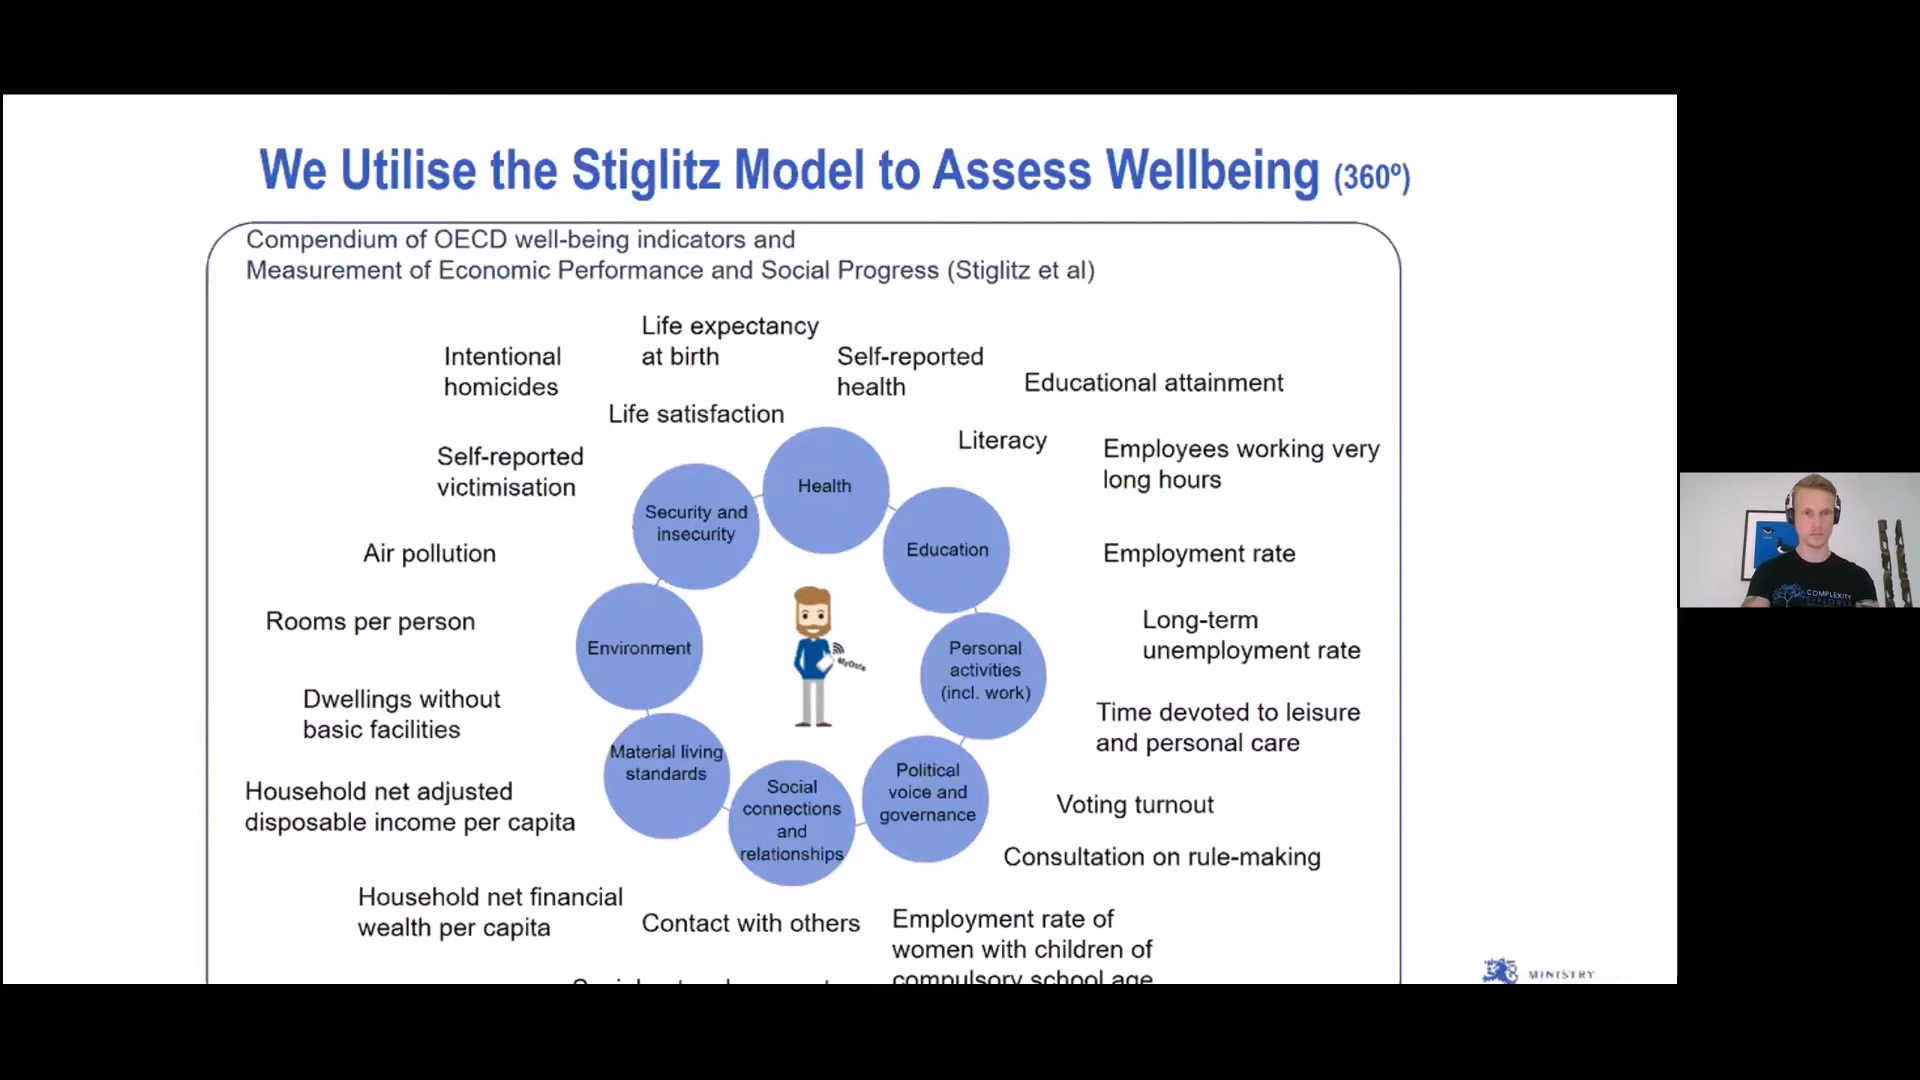 We Utilise the Stiglitz Model to Assess Wellbeing (360º)
Compendium of OECD well-being indicators and
Measurement of Economic Performance and Social Progress (Stiglitz et al)
Life expectancy
at birth
Intentional
homicides
Self-reported
health
Educational attainment
Life satisfaction
Literacy
Employees working very
long hours
Self-reported
victimisation
Health
Security and
insecurity
Education
Air pollution
Employment rate
Rooms per person
Environment
MyData
Personal
activities
(incl. work)
Long-term
unemployment rate
Dwellings without
basic facilities
Time devoted to leisure
and personal care
Material living
standards
Social
connections
and
relationships
Political
voice and
governance
Household net adjusted
disposable income per capita
Voting turnout
Consultation on rule-making
Household net financial
wealth per capita
Contact with others
Employment rate of
women with children of
compulsory school age
MINISTRY
COMPLEXITY